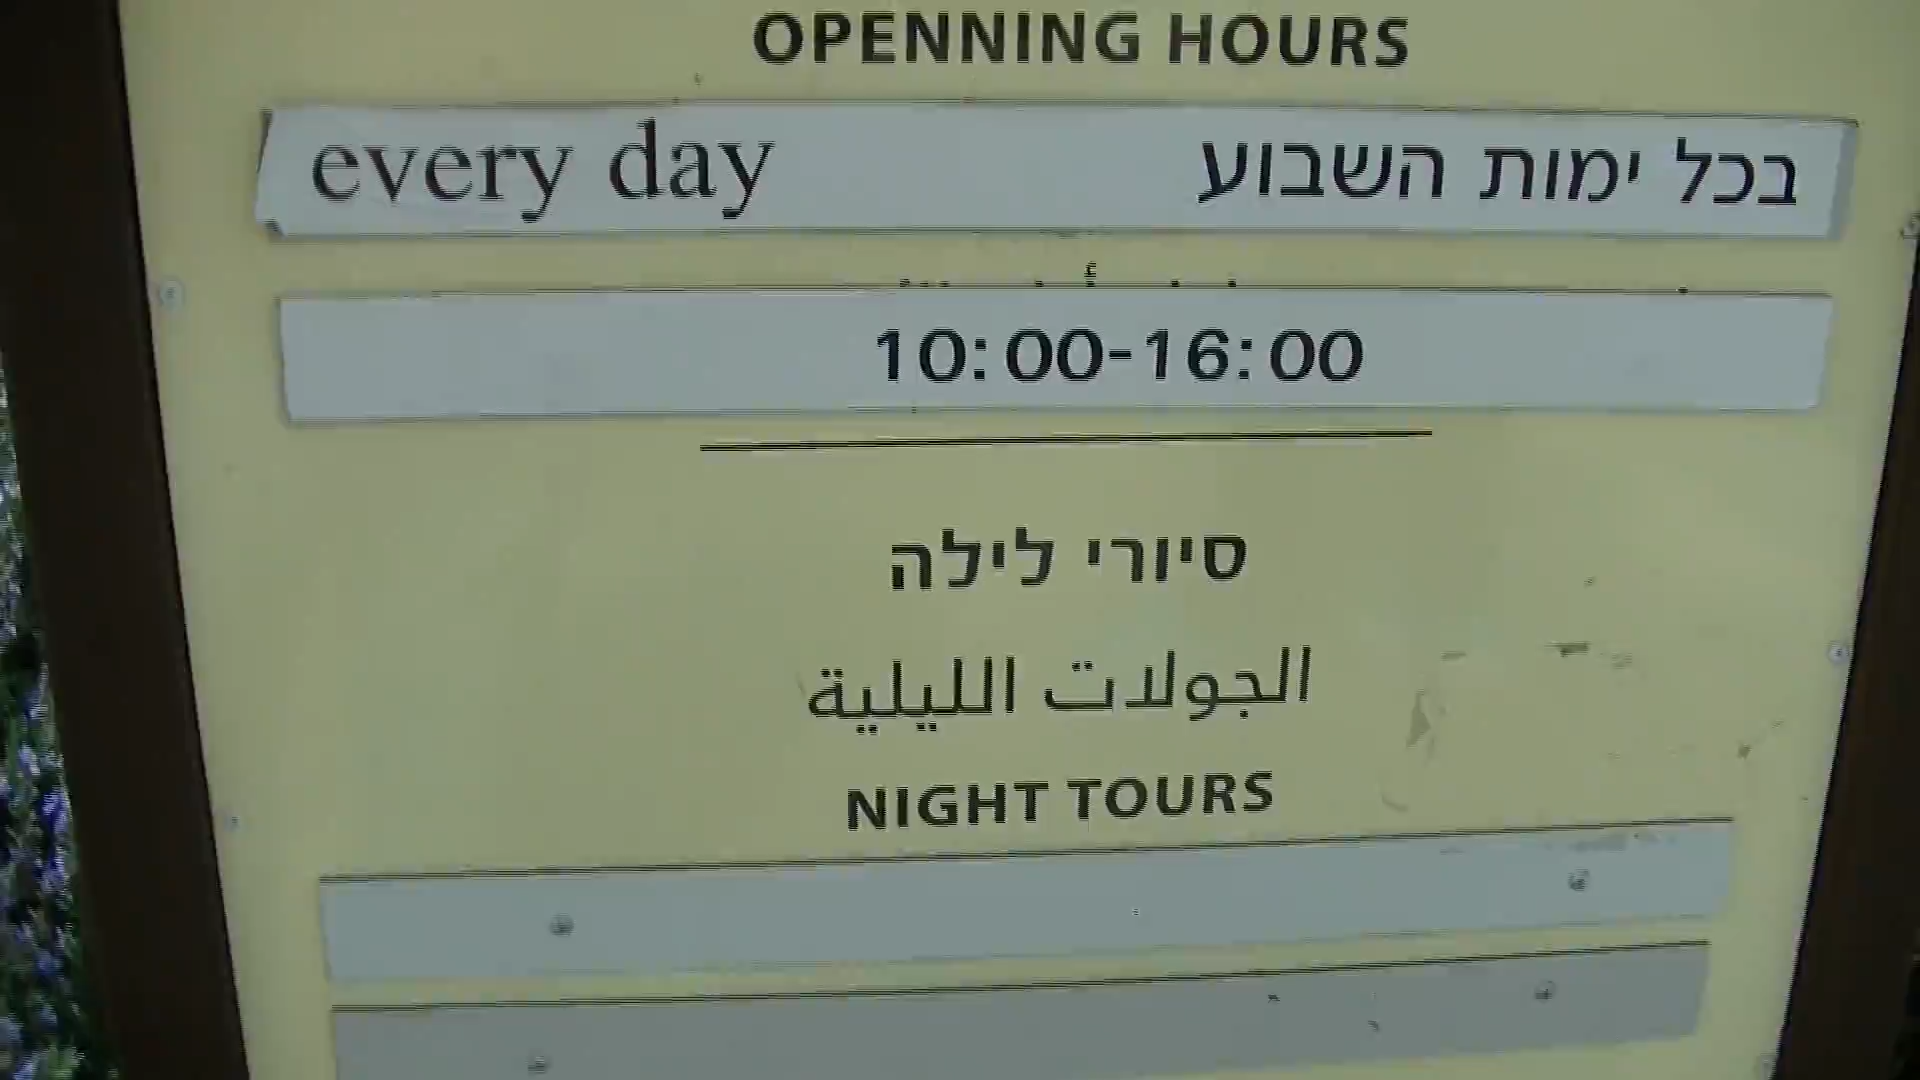 OPENNING HOURS
every day בכל ימות השבוע
10:00-16:00
סיורי לילה
الجولات الليلية
NIGHT TOURS